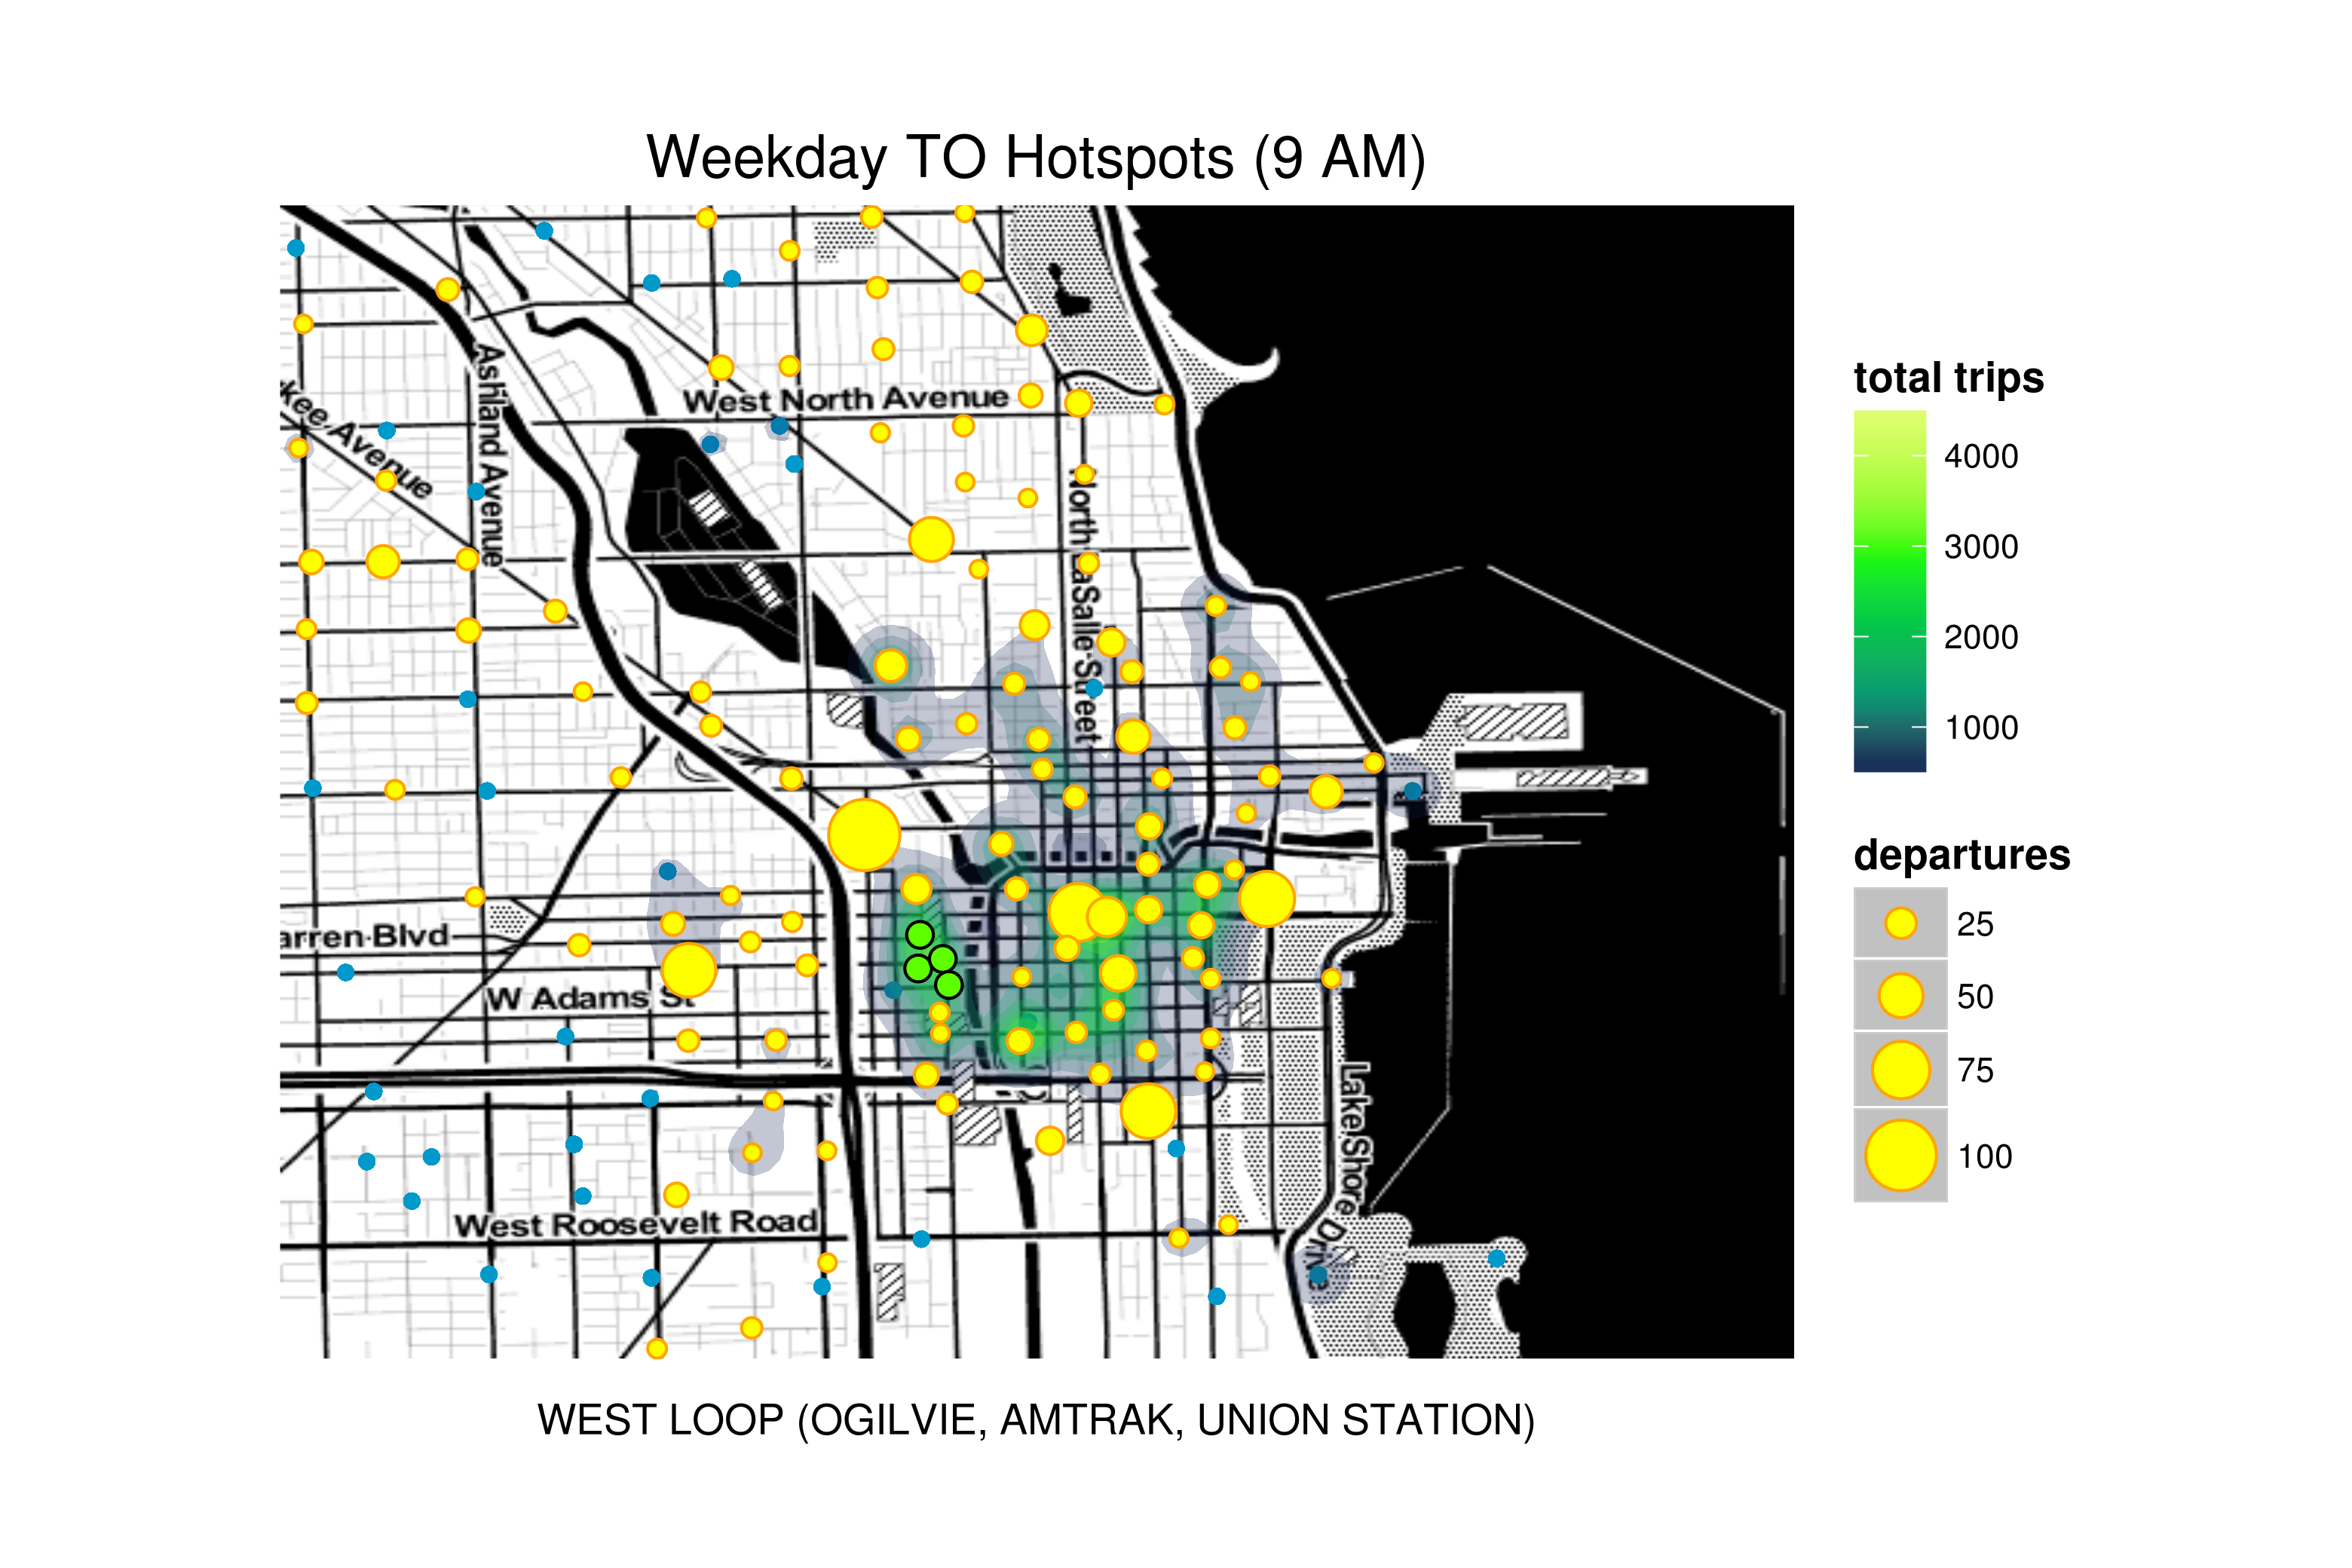 Weekday TO Hotspots (9 AM)
kee Avenue
Ashland Avenue
West North Avenue
North LaSalle Street
arren Blvd
W Adams St
West Roosevelt Road
Lake Shore Drive
total trips
4000
3000
2000
1000
departures
25
50
75
100
WEST LOOP (OGILVIE, AMTRAK, UNION STATION)